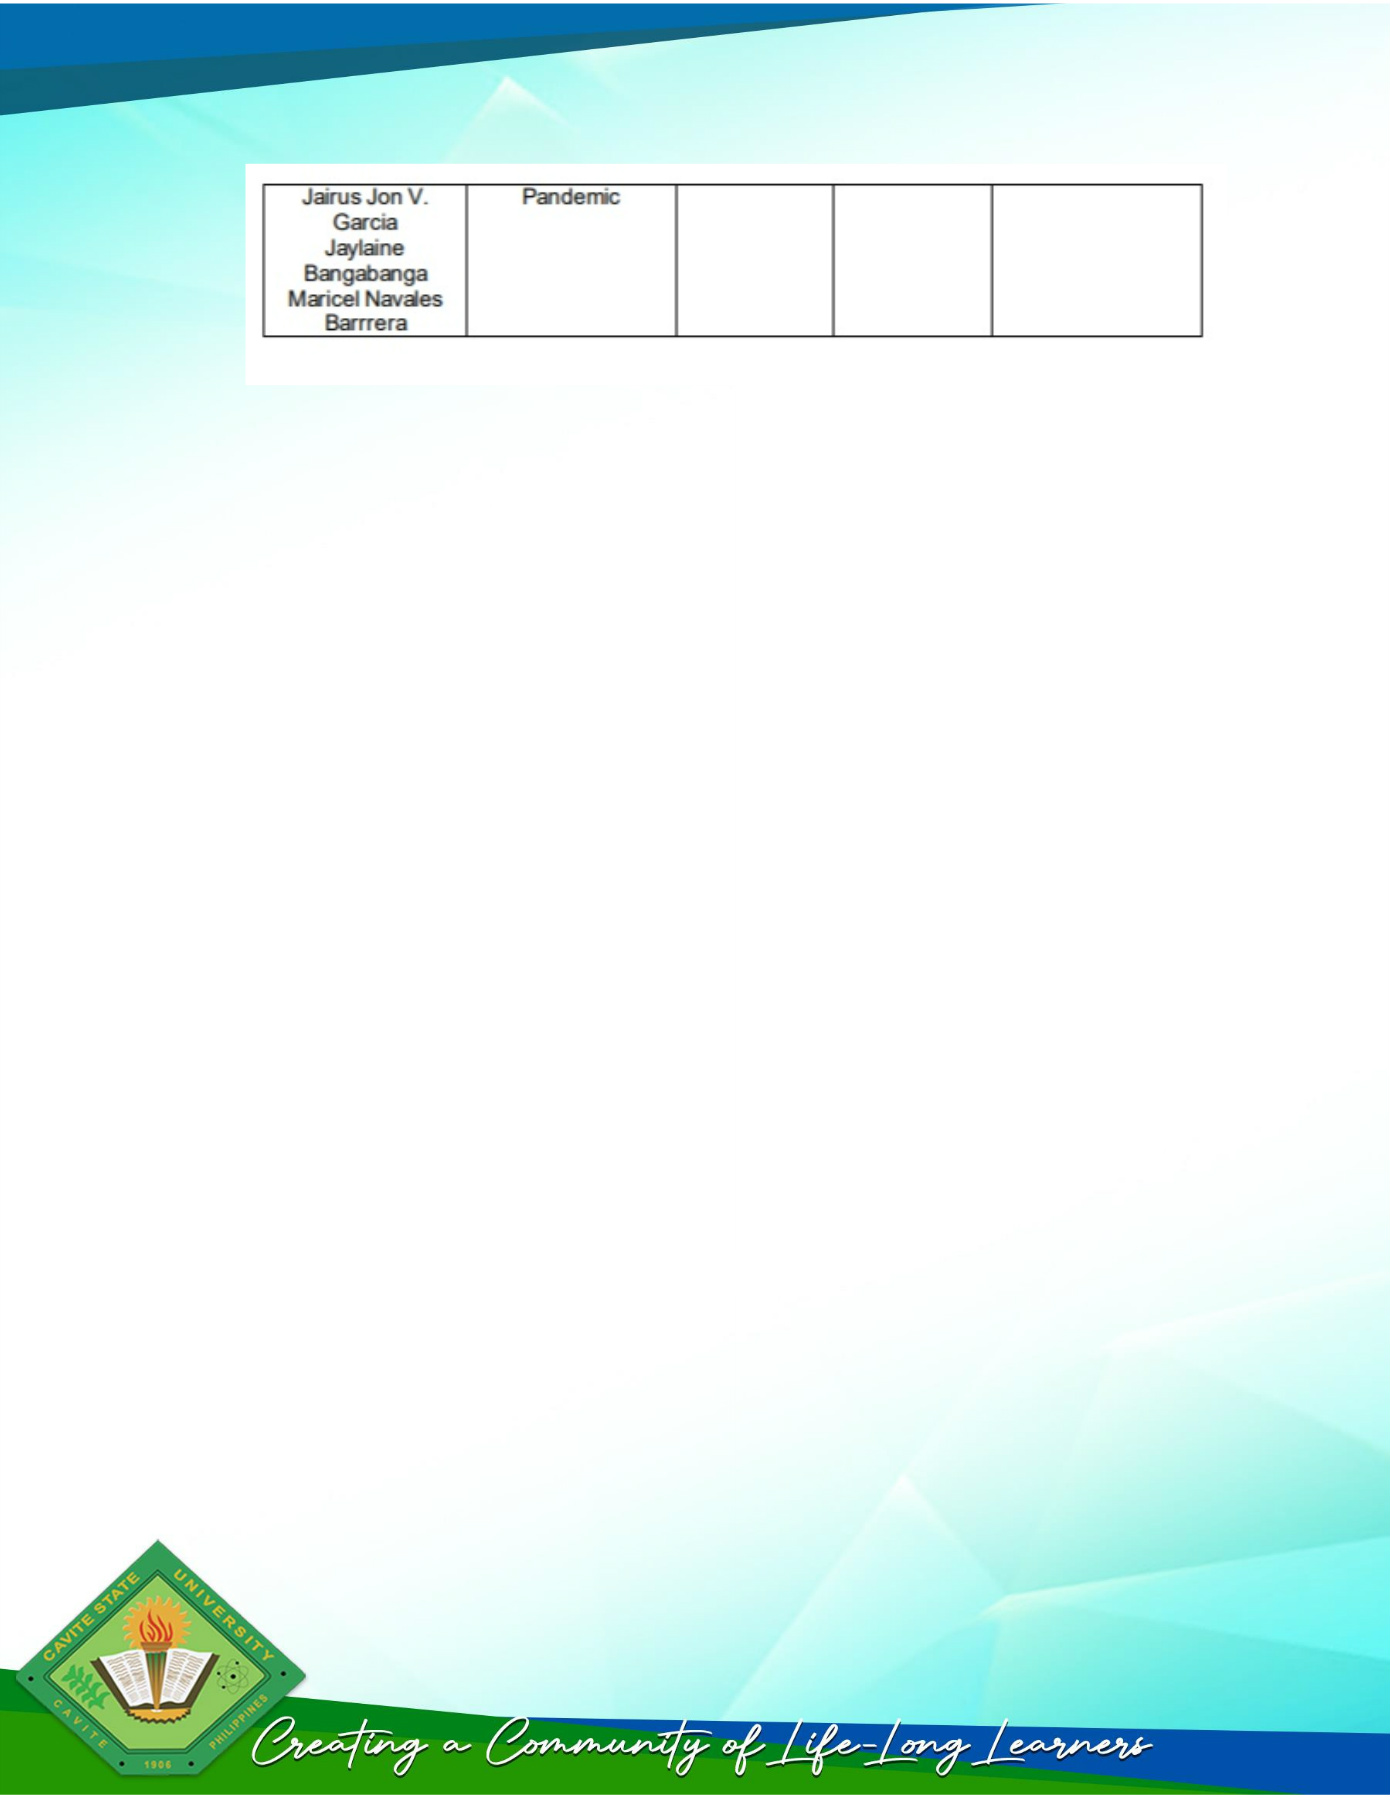 Jairus Jon V.
Garcia
Jaylaine
Bangabanga
Maricel Navales
Barrrera
Pandemic
CAVITE STATE UNIVERSITY
CAVITE PHILIPPINES
1906
Creating a Community of Life-Long Learners